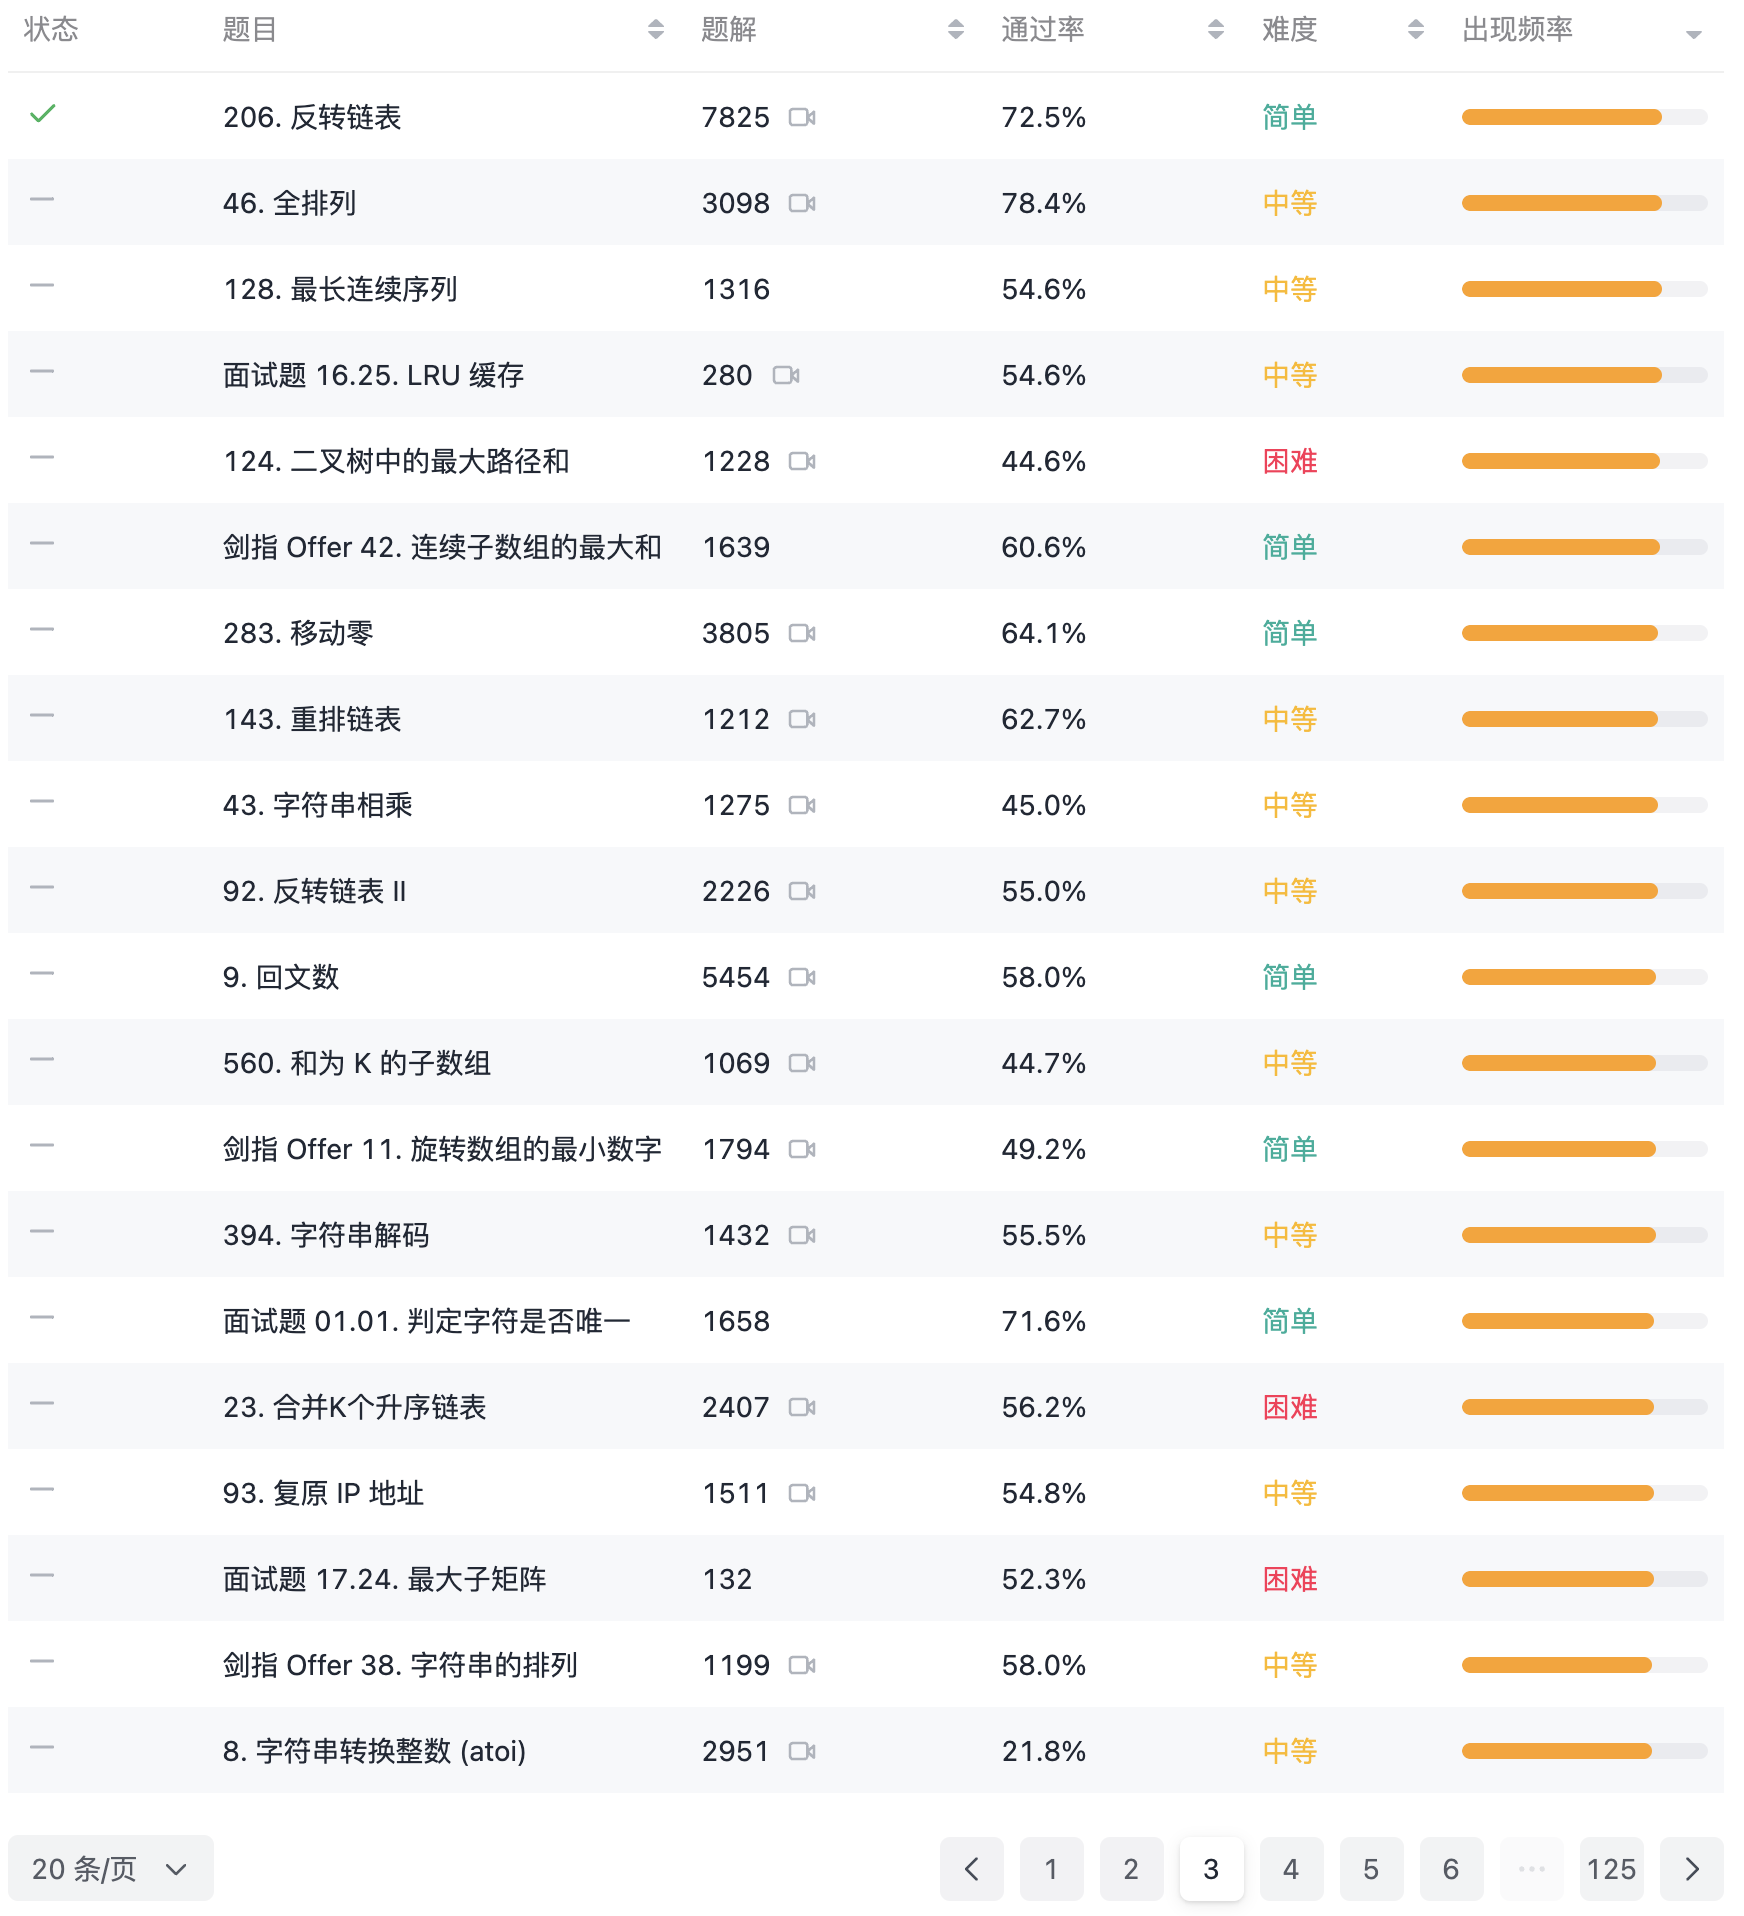 状态 题目 题解 通过率 难度 出现频率
206. 反转链表 7825 72.5% 简单
46. 全排列 3098 78.4% 中等
128. 最长连续序列 1316 54.6% 中等
面试题 16.25. LRU 缓存 280 54.6% 中等
124. 二叉树中的最大路径和 1228 44.6% 困难
剑指 Offer 42. 连续子数组的最大和 1639 60.6% 简单
283. 移动零 3805 64.1% 简单
143. 重排链表 1212 62.7% 中等
43. 字符串相乘 1275 45.0% 中等
92. 反转链表 II 2226 55.0% 中等
9. 回文数 5454 58.0% 简单
560. 和为 K 的子数组 1069 44.7% 中等
剑指 Offer 11. 旋转数组的最小数字 1794 49.2% 简单
394. 字符串解码 1432 55.5% 中等
面试题 01.01. 判定字符是否唯一 1658 71.6% 简单
23. 合并K个升序链表 2407 56.2% 困难
93. 复原 IP 地址 1511 54.8% 中等
面试题 17.24. 最大子矩阵 132 52.3% 困难
剑指 Offer 38. 字符串的排列 1199 58.0% 中等
8. 字符串转换整数 (atoi) 2951 21.8% 中等
20 条/页 1 2 3 4 5 6 ··· 125